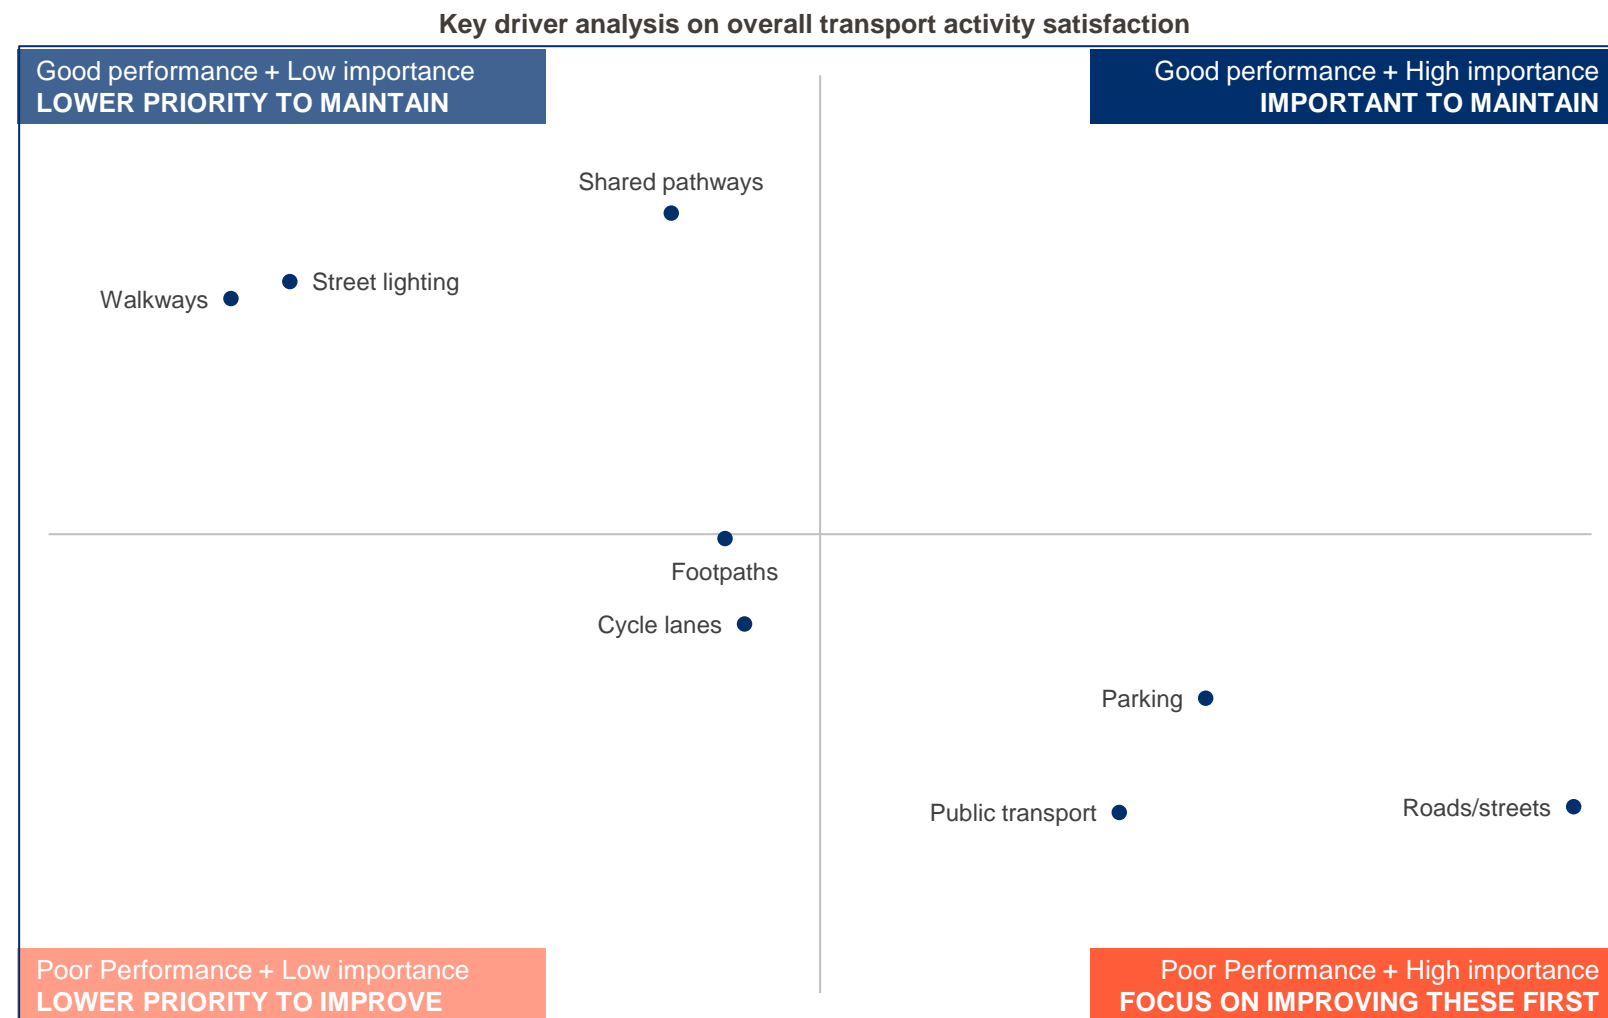 Key driver analysis on overall transport activity satisfaction
Good performance + Low importance
LOWER PRIORITY TO MAINTAIN
Good performance + High importance
IMPORTANT TO MAINTAIN
Shared pathways
Street lighting
Walkways
Footpaths
Cycle lanes
Parking
Public transport
Roads/streets
Poor Performance + Low importance
LOWER PRIORITY TO IMPROVE
Poor Performance + High importance
FOCUS ON IMPROVING THESE FIRST